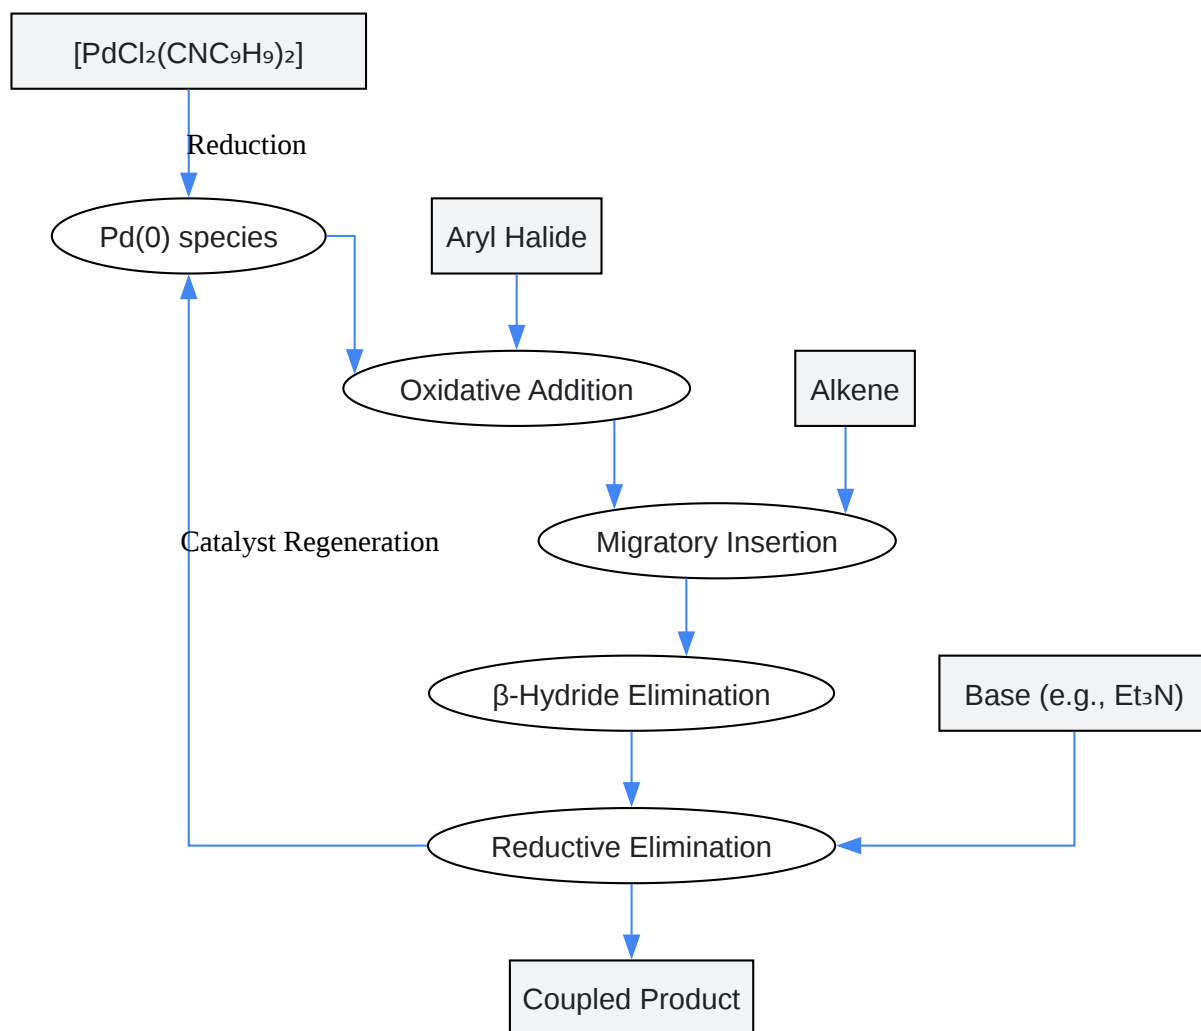 [PdCl₂(CNC₉H₉)₂]
Reduction
Pd(0) species
Aryl Halide
Oxidative Addition
Alkene
Catalyst Regeneration
Migratory Insertion
β-Hydride Elimination
Base (e.g., Et₃N)
Reductive Elimination
Coupled Product